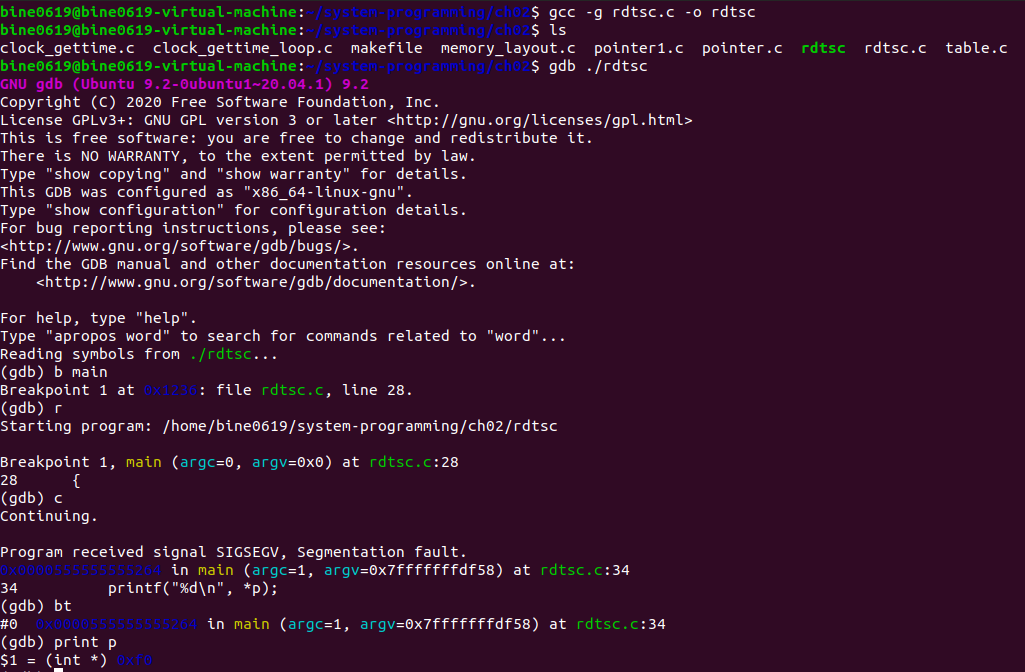 bine0619@bine0619-virtual-machine:~/system-programming/ch02$ gcc -g rdtsc.c -o rdtsc
bine0619@bine0619-virtual-machine:~/system-programming/ch02$ ls
clock_gettime.c  clock_gettime_loop.c  makefile  memory_layout.c  pointer1.c  pointer.c  rdtsc  rdtsc.c  table.c
bine0619@bine0619-virtual-machine:~/system-programming/ch02$ gdb ./rdtsc
GNU gdb (Ubuntu 9.2-0ubuntu1~20.04.1) 9.2
Copyright (C) 2020 Free Software Foundation, Inc.
License GPLv3+: GNU GPL version 3 or later <http://gnu.org/licenses/gpl.html>
This is free software: you are free to change and redistribute it.
There is NO WARRANTY, to the extent permitted by law.
Type "show copying" and "show warranty" for details.
This GDB was configured as "x86_64-linux-gnu".
Type "show configuration" for configuration details.
For bug reporting instructions, please see:
<http://www.gnu.org/software/gdb/bugs/>.
Find the GDB manual and other documentation resources online at:
    <http://www.gnu.org/software/gdb/documentation/>.
For help, type "help".
Type "apropos word" to search for commands related to "word"...
Reading symbols from ./rdtsc...
(gdb) b main
Breakpoint 1 at : file rdtsc.c, line 28.
(gdb) r
Starting program: /home/bine0619/system-programming/ch02/rdtsc
Breakpoint 1, main (argc=0, argv=0x0) at rdtsc.c:28
28      {
(gdb) c
Continuing.
Program received signal SIGSEGV, Segmentation fault.
in main (argc=1, argv=0x7fffffffdf58) at rdtsc.c:34
34          printf("%d\n", *p);
(gdb) bt
#0  in main (argc=1, argv=0x7fffffffdf58) at rdtsc.c:34
(gdb) print p
$1 = (int *) 0xf0
(gdb)